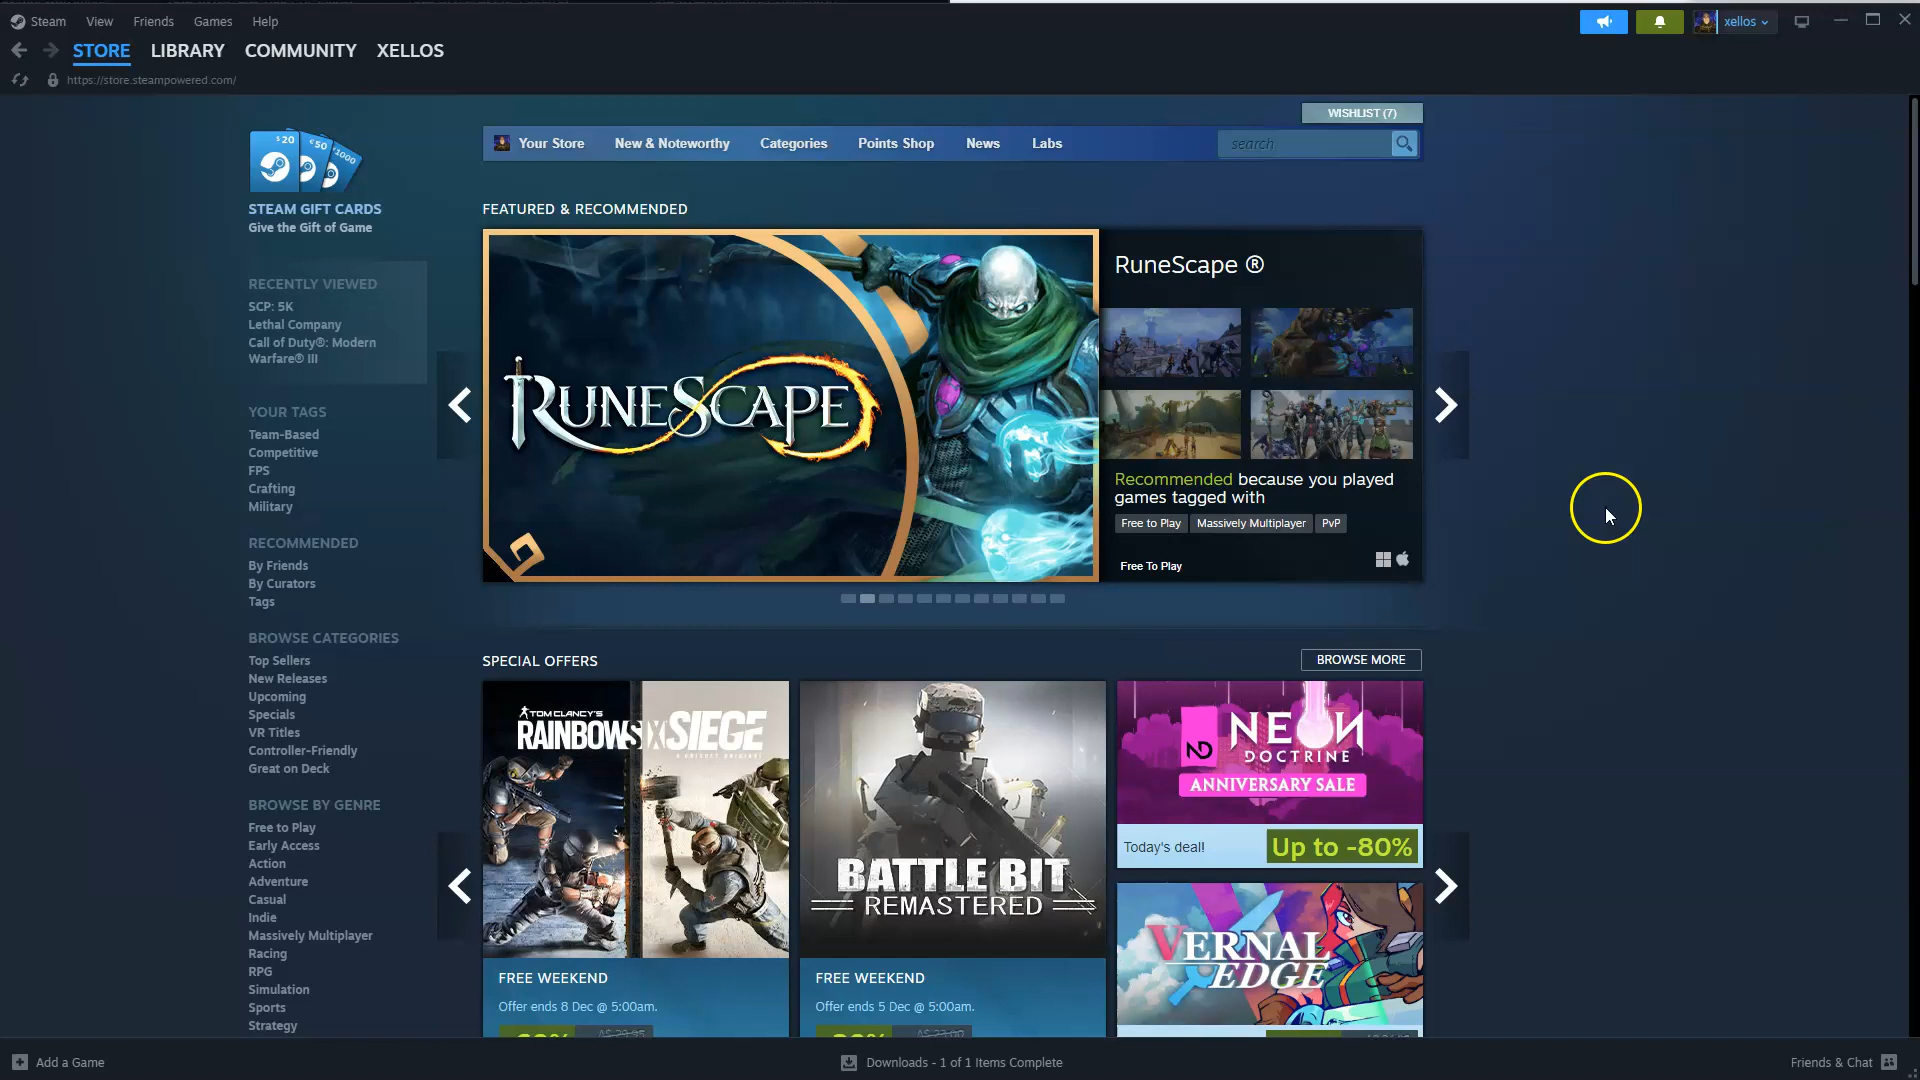 Steam View Friends Games Help
xellos
STORE LIBRARY COMMUNITY XELLOS
https://store.steampowered.com/
WISHLIST (7)
Your Store New & Noteworthy Categories Points Shop News Labs
search
$20 €50 $1000
STEAM GIFT CARDS
Give the Gift of Game
RECENTLY VIEWED
SCP: 5K
Lethal Company
Call of Duty®: Modern
Warfare® III
YOUR TAGS
Team-Based
Competitive
FPS
Crafting
Military
RECOMMENDED
By Friends
By Curators
Tags
BROWSE CATEGORIES
Top Sellers
New Releases
Upcoming
Specials
VR Titles
Controller-Friendly
Great on Deck
BROWSE BY GENRE
Free to Play
Early Access
Action
Adventure
Casual
Indie
Massively Multiplayer
Racing
RPG
Simulation
Sports
Strategy
FEATURED & RECOMMENDED
RUNESCAPE
RuneScape ®
Recommended because you played
games tagged with
Free to Play Massively Multiplayer PvP
Free To Play
SPECIAL OFFERS
BROWSE MORE
TOM CLANCY'S
RAINBOWSIX SIEGE
FREE WEEKEND
Offer ends 8 Dec @ 5:00am.
BATTLE BIT
REMASTERED
FREE WEEKEND
Offer ends 5 Dec @ 5:00am.
NEON
DOCTRINE
ANNIVERSARY SALE
Today's deal! Up to -80%
VERNAL
EDGE
Add a Game
Downloads - 1 of 1 Items Complete
Friends & Chat